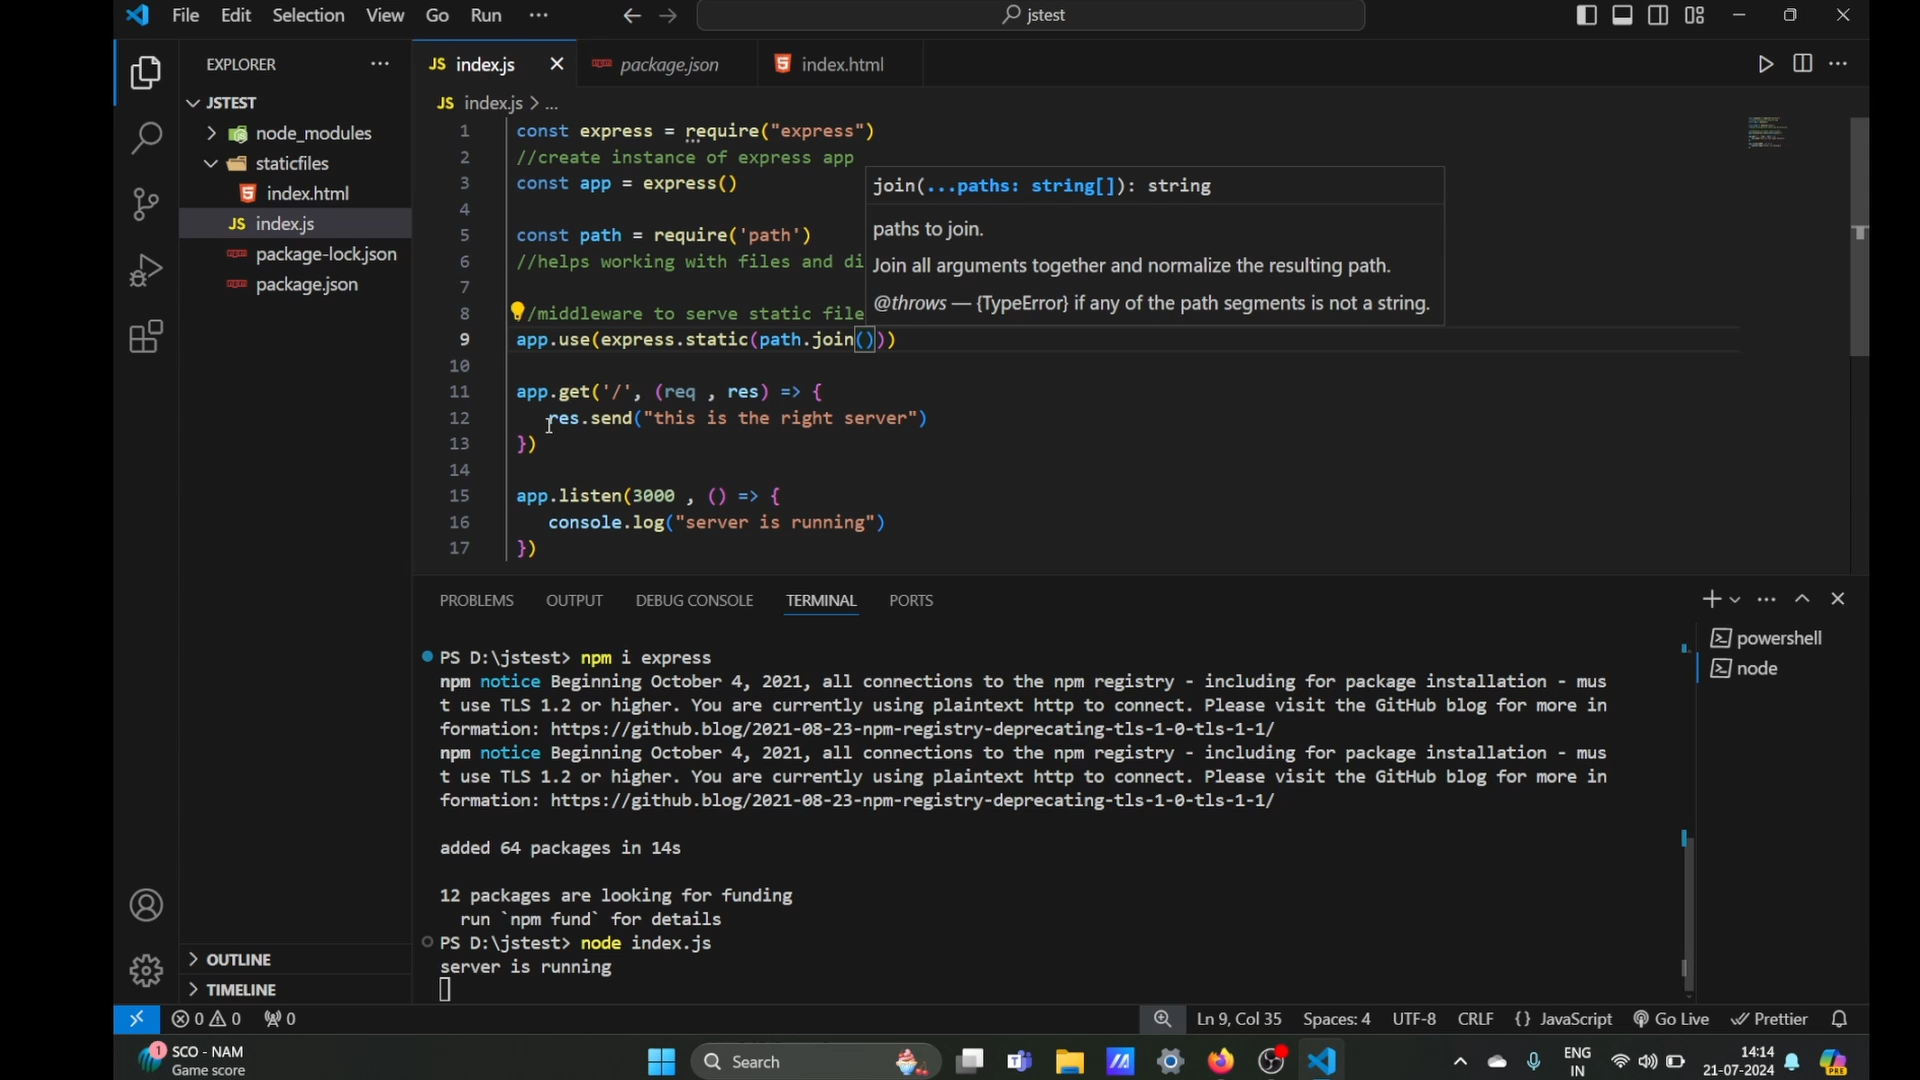 File Edit Selection View Go Run ··· jstest
EXPLORER ···
JSTEST
node_modules
staticfiles
index.html
JS index.js
package-lock.json
package.json
OUTLINE
TIMELINE
JS index.js package.json index.html
JS index.js > ...
1 const express = require("express")
2 //create instance of express app
3 const app = express()
4
5 const path = require('path')
6 //helps working with files and di
7
8 /middleware to serve static file
9 app.use(express.static(path.join()))
10
11 app.get('/', (req , res) => {
12 res.send("this is the right server")
13 })
14
15 app.listen(3000 , () => {
16 console.log("server is running")
17 })
join(...paths: string[]): string
paths to join.
Join all arguments together and normalize the resulting path.
@throws — {TypeError} if any of the path segments is not a string.
PROBLEMS OUTPUT DEBUG CONSOLE TERMINAL PORTS
powershell
node
PS D:\jstest> npm i express
npm notice Beginning October 4, 2021, all connections to the npm registry - including for package installation - mus
t use TLS 1.2 or higher. You are currently using plaintext http to connect. Please visit the GitHub blog for more in
formation: https://github.blog/2021-08-23-npm-registry-deprecating-tls-1-0-tls-1-1/
npm notice Beginning October 4, 2021, all connections to the npm registry - including for package installation - mus
t use TLS 1.2 or higher. You are currently using plaintext http to connect. Please visit the GitHub blog for more in
formation: https://github.blog/2021-08-23-npm-registry-deprecating-tls-1-0-tls-1-1/
added 64 packages in 14s
12 packages are looking for funding
run `npm fund` for details
PS D:\jstest> node index.js
server is running
0 0 0 Ln 9, Col 35 Spaces: 4 UTF-8 CRLF {} JavaScript Go Live Prettier
1 SCO - NAM
Game score
Search
ENG
IN
14:14
21-07-2024
PRE